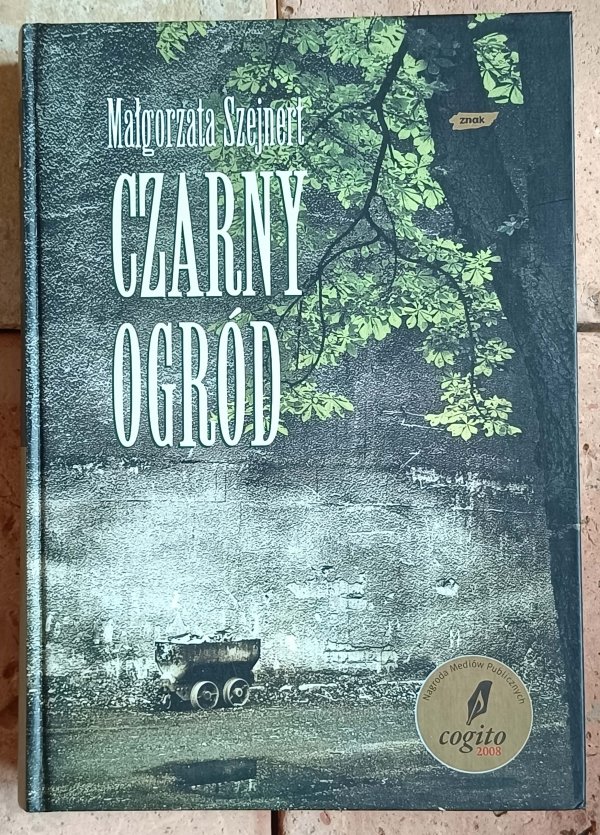 Małgorzata Szejnert
znak
CZARNY
OGRÓD
Nagroda Mediów Publicznych
cogito
2008